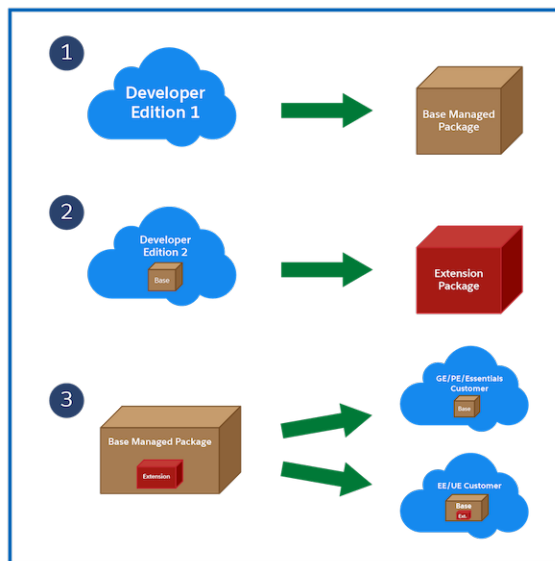 1
Developer
Edition 1
Base Managed
Package
2
Developer
Edition 2
Base
Extension
Package
3
Base Managed Package
Extension
GE/PE/Essentials
Customer
Base
EE/UE Customer
Base
Ext.